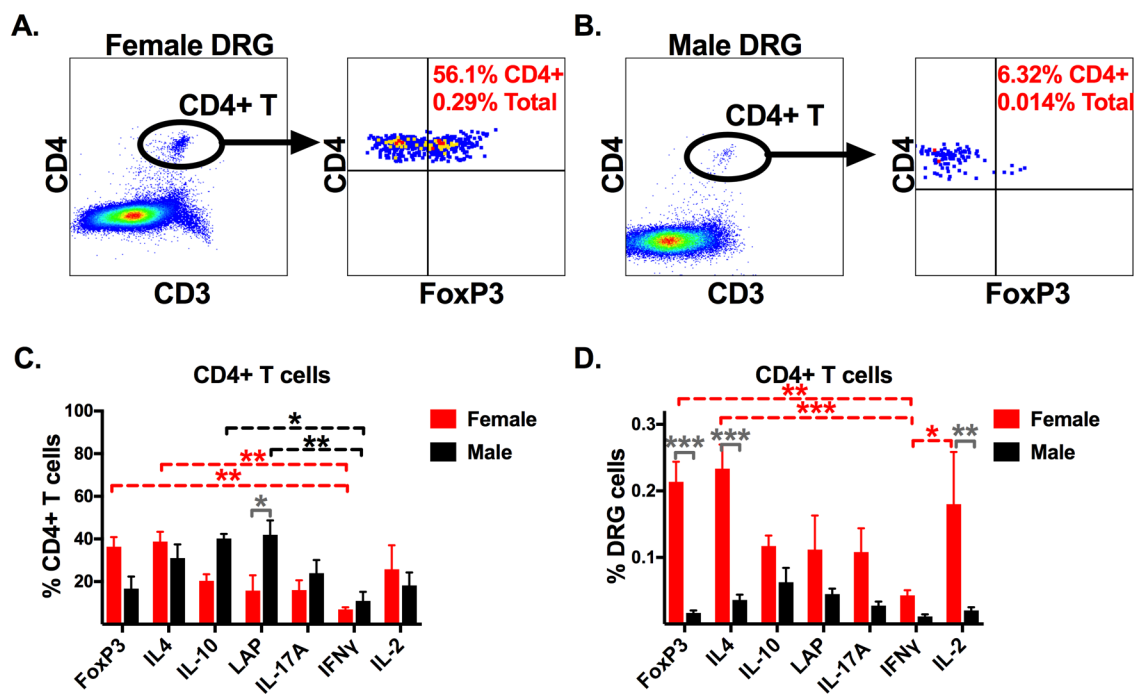 A.
Female DRG
CD4+ T
CD4
CD3
56.1% CD4+
0.29% Total
CD4
FoxP3
B.
Male DRG
CD4+ T
CD4
CD3
6.32% CD4+
0.014% Total
CD4
FoxP3
C.
CD4+ T cells
% CD4+ T cells
100
80
60
40
20
*
**
**
**
*
Female
Male
FoxP3
IL4
IL-10
LAP
IL-17A
IFNγ
IL-2
D.
CD4+ T cells
% DRG cells
0.3
0.2
0.1
**
***
***
***
*
**
Female
Male
FoxP3
IL4
IL-10
LAP
IL-17A
IFNγ
IL-2